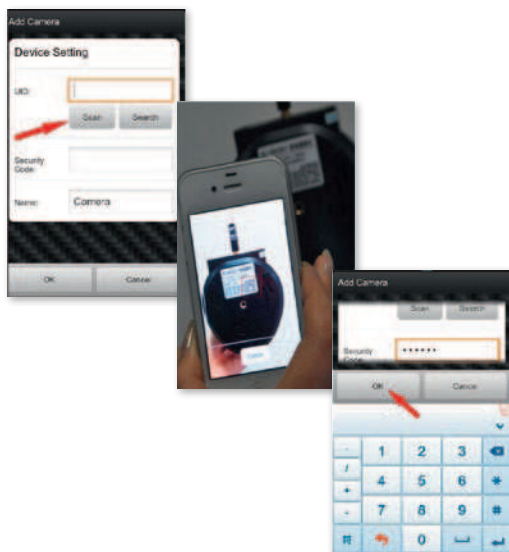 Add Camera
Device Setting
UID:
Scan Search
Security
Code:
Name: Camera
OK Cancel
Add Camera
Scan Search
Security
Code:
••••••
OK Cancel
- 1 2 3
/ 4 5 6 *
+
- 7 8 9 #
0